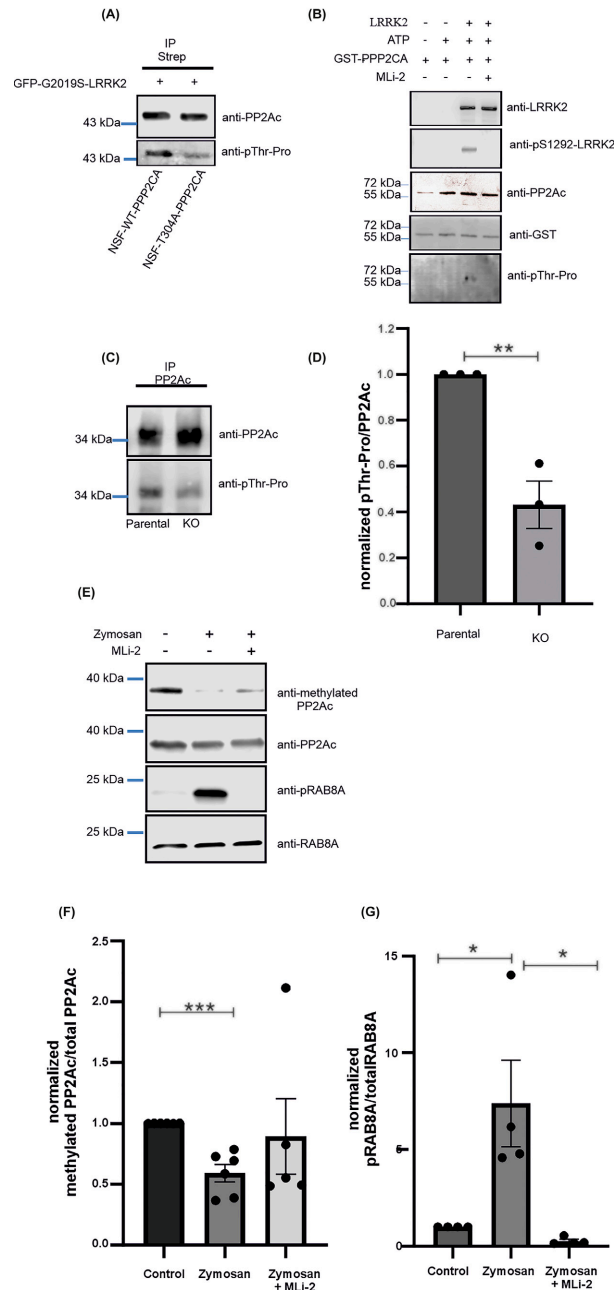 (A)
IP
Strep
GFP-G2019S-LRRK2 + +
43 kDa anti-PP2Ac
43 kDa anti-pThr-Pro
NSF-WT-PPP2CA
NSF-T304A-PPP2CA
(B)
LRRK2 - - + +
ATP - + + +
GST-PPP2CA + + + +
MLi-2 - - - +
anti-LRRK2
anti-pS1292-LRRK2
72 kDa
55 kDa anti-PP2Ac
72 kDa
55 kDa anti-GST
72 kDa
55 kDa anti-pThr-Pro
(C)
IP
PP2Ac
34 kDa anti-PP2Ac
34 kDa anti-pThr-Pro
Parental KO
(D)
normalized pThr-Pro/PP2Ac
1.2
1.0
0.8
0.6
0.4
0.2
0.0
**
Parental KO
(E)
Zymosan - + +
MLi-2 - - +
40 kDa
anti-methylated
PP2Ac
40 kDa
anti-PP2Ac
25 kDa
anti-pRAB8A
25 kDa
anti-RAB8A
(F)
normalized
methylated PP2Ac/total PP2Ac
2.5
2.0
1.5
1.0
0.5
0.0
***
Control Zymosan Zymosan
+ MLi-2
(G)
normalized
pRAB8A/totalRAB8A
15
10
5
0
* *
Control Zymosan Zymosan
+ MLi-2